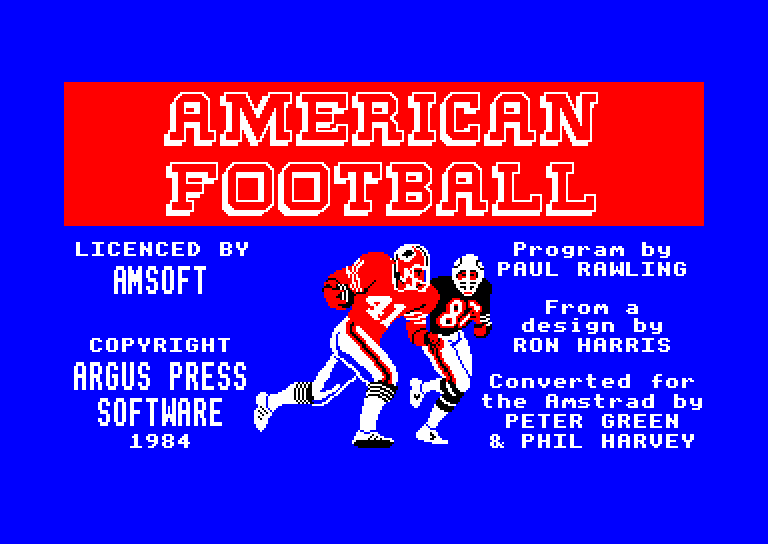 AMERICAN
FOOTBALL
LICENCED BY
AMSOFT
COPYRIGHT
ARGUS PRESS
SOFTWARE
1984
41
87
Program by
PAUL RAWLING
From a
design by
RON HARRIS
Converted for
the Amstrad by
PETER GREEN
& PHIL HARVEY